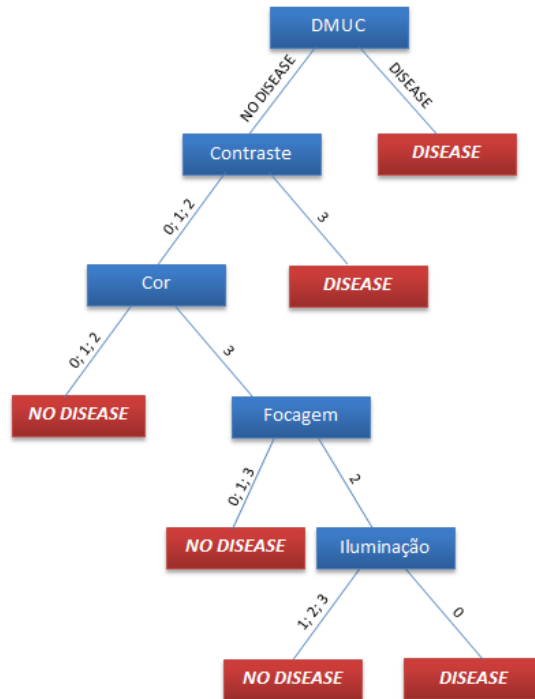 DMUC
NO DISEASE
DISEASE
Contraste
DISEASE
0; 1; 2
3
Cor
DISEASE
0; 1; 2
3
NO DISEASE
Focagem
0; 1; 3
2
NO DISEASE
Iluminação
1; 2; 3
0
NO DISEASE
DISEASE